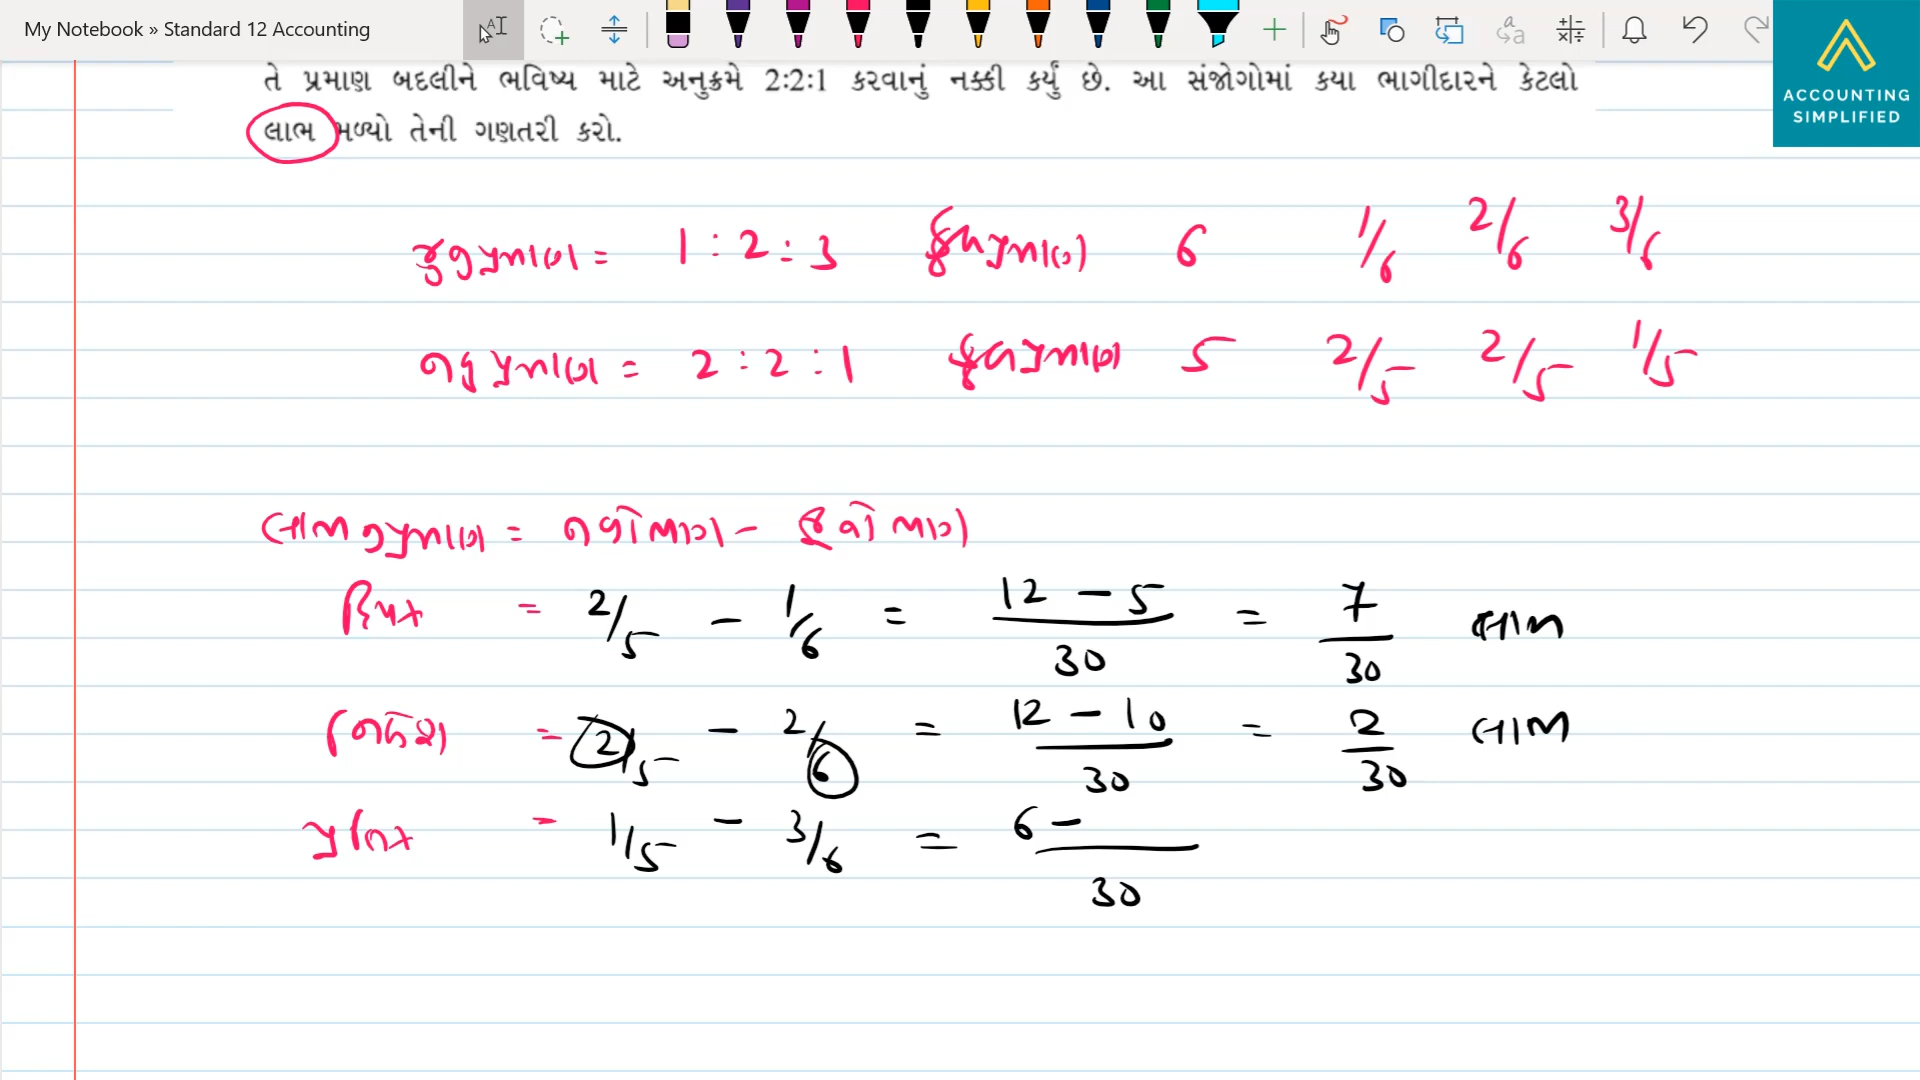 My Notebook » Standard 12 Accounting
ACCOUNTING
SIMPLIFIED
તે પ્રમાણ બદલીને ભવિષ્ય માટે અનુક્રમે 2:2:1 કરવાનું નક્કી કર્યું છે. આ સંજોગોમાં કયા ભાગીદારને કેટલો
લાભ મળ્યો તેની ગણતરી કરો.
જુનુ પ્રમાણ = 1 : 2 : 3 કુલ પ્રમાણ 6 1/6 2/6 3/6
નવુ પ્રમાણ = 2 : 2 : 1 કુલ પ્રમાણ 5 2/5 2/5 1/5
લાભનુ પ્રમાણ = નવો ભાગ - જુનો ભાગ
= 2/5 - 1/6 = 12 - 5 / 30 = 7/30 લાભ
= 2/5 - 2/6 = 12 - 10 / 30 = 2/30 લાભ
= 1/5 - 3/6 = 6 - / 30